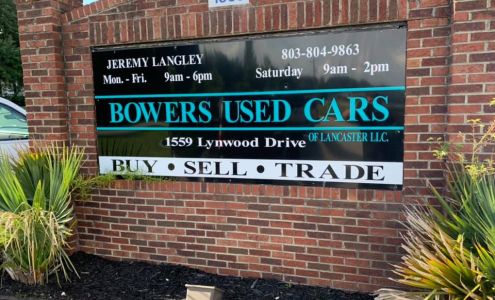 JEREMY LANGLEY 803-804-9863
Mon. - Fri. 9am - 6pm Saturday 9am - 2pm
BOWERS USED CARS
OF LANCASTER LLC.
1559 Lynwood Drive
BUY • SELL • TRADE